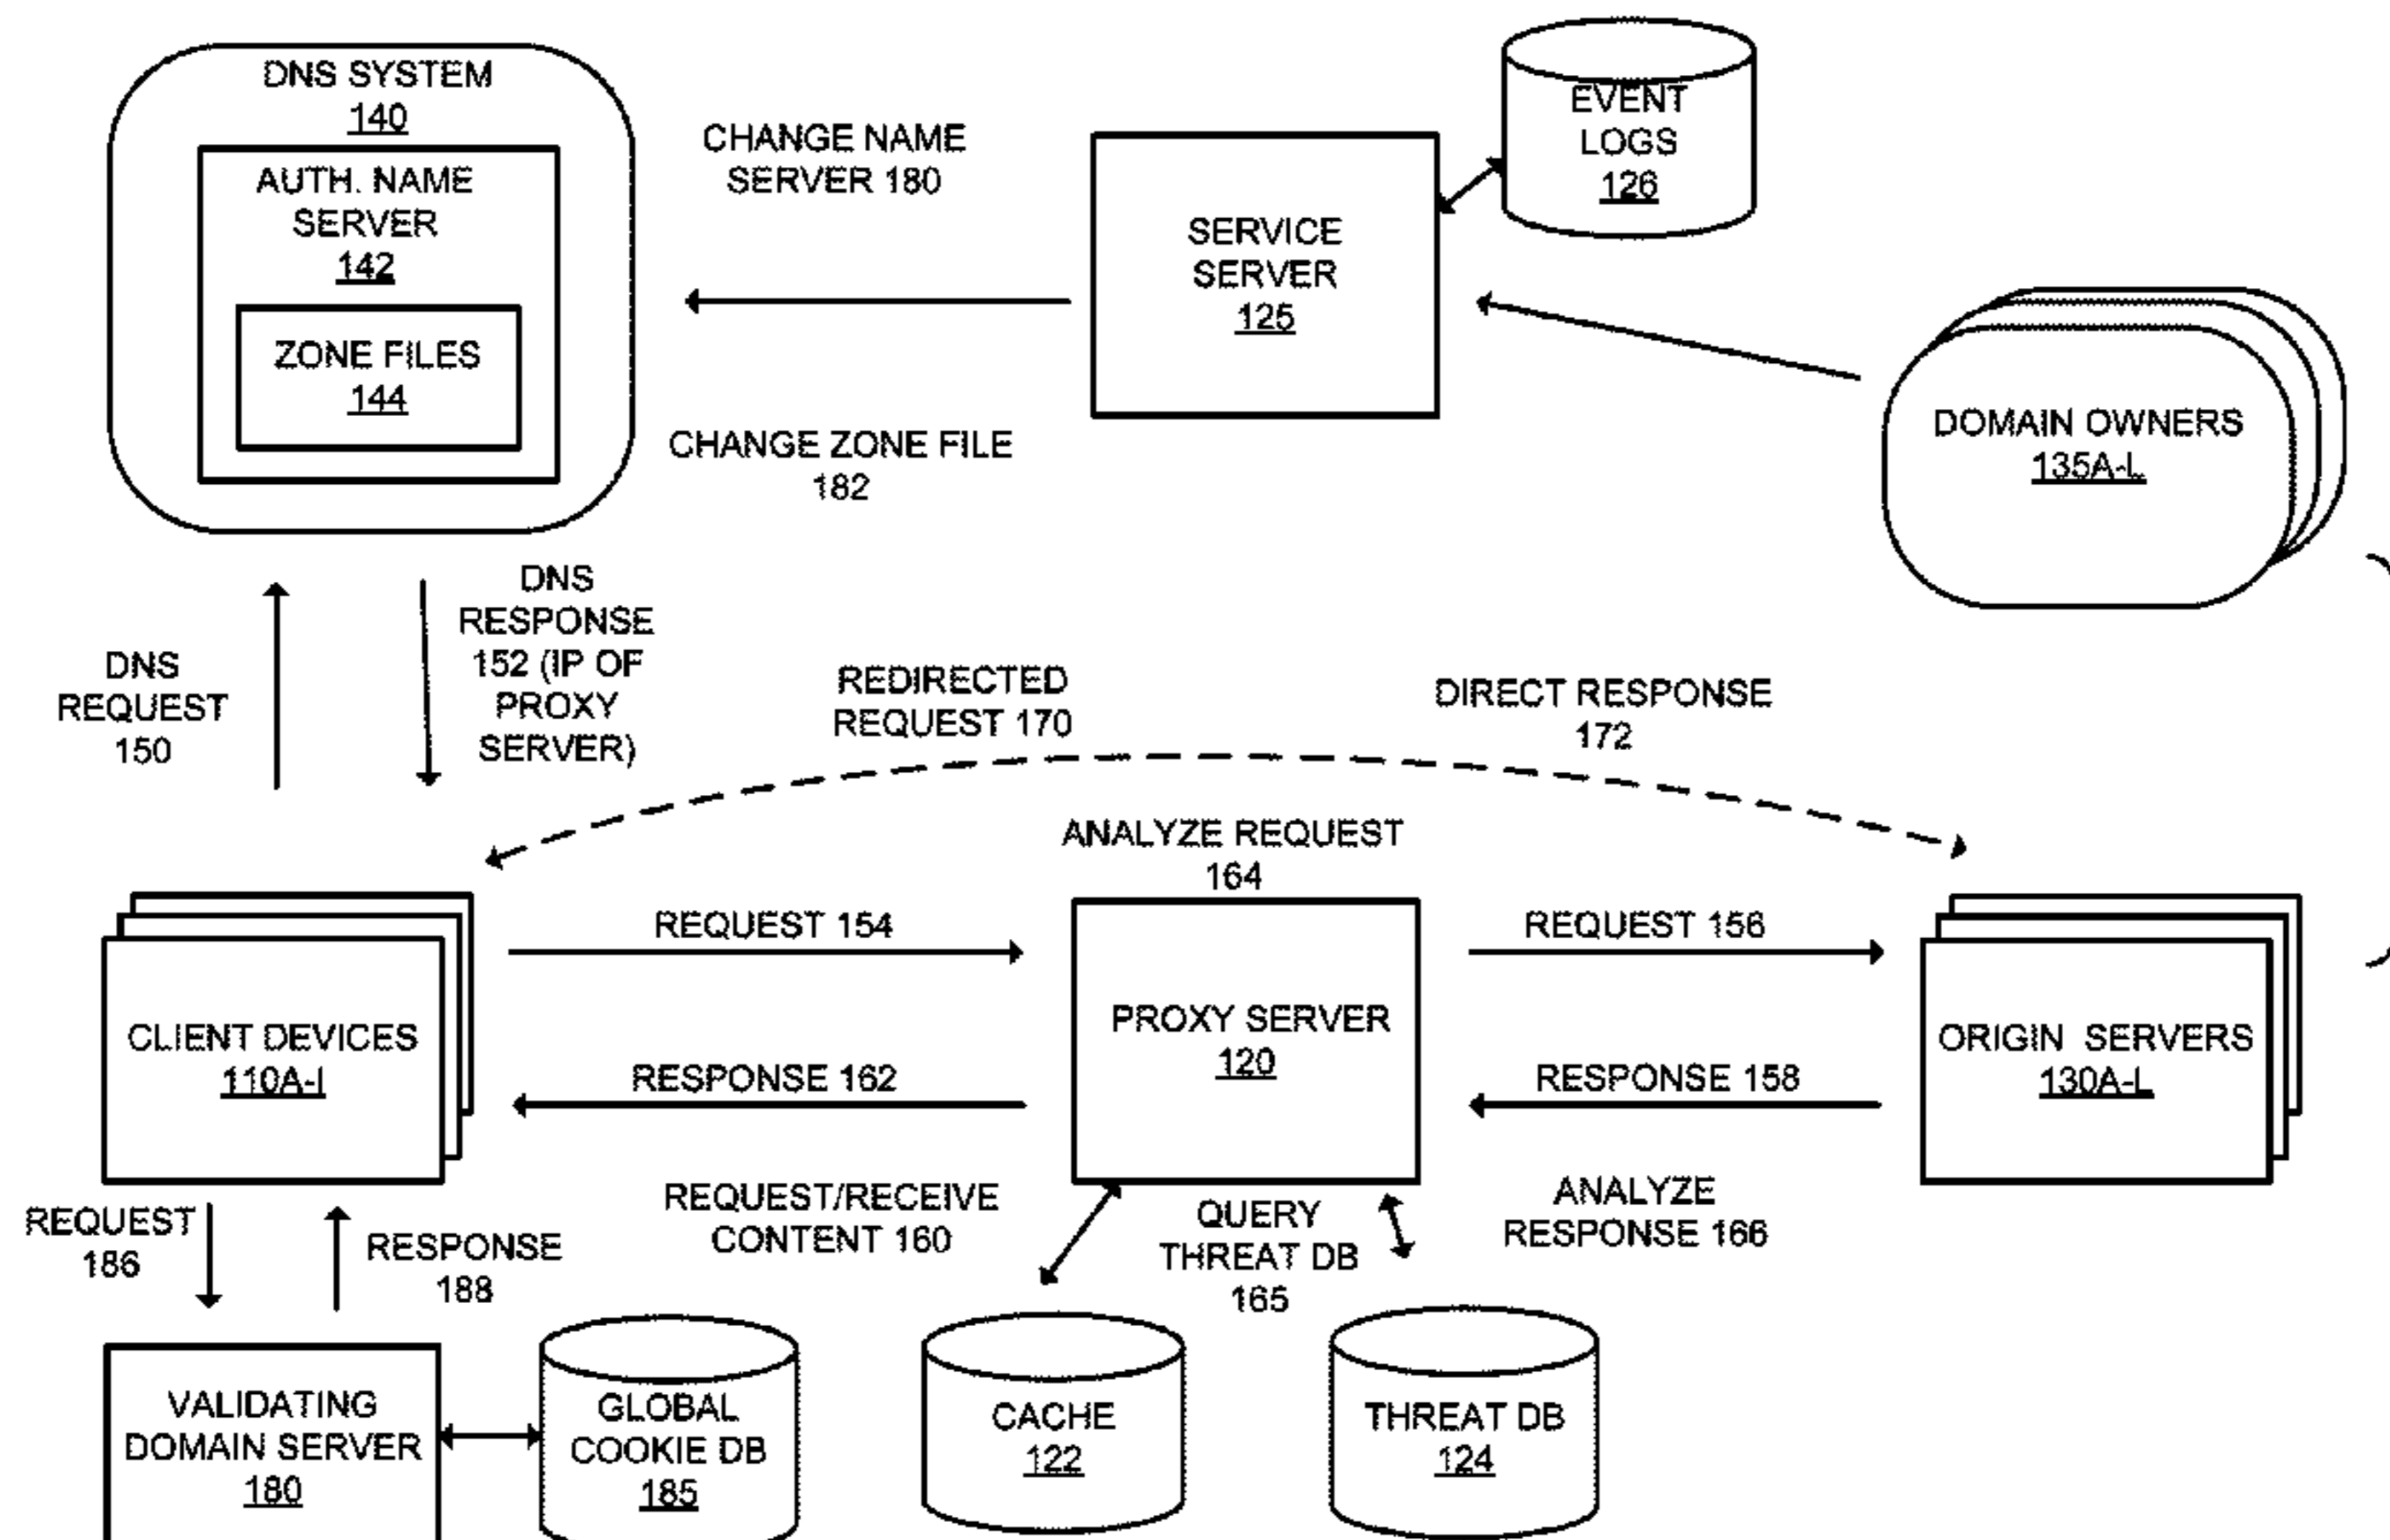 DNS SYSTEM
140
AUTH. NAME
SERVER
142
ZONE FILES
144
CHANGE NAME
SERVER 180
CHANGE ZONE FILE
182
SERVICE
SERVER
125
EVENT
LOGS
126
DOMAIN OWNERS
135A-L
DNS
REQUEST
150
DNS
RESPONSE
152 (IP OF
PROXY
SERVER)
REDIRECTED
REQUEST 170
DIRECT RESPONSE
172
ANALYZE REQUEST
164
CLIENT DEVICES
110A-I
REQUEST 154
RESPONSE 162
PROXY SERVER
120
REQUEST 156
RESPONSE 158
ORIGIN SERVERS
130A-L
REQUEST
186
RESPONSE
188
REQUEST/RECEIVE
CONTENT 160
QUERY
THREAT DB
165
ANALYZE
RESPONSE 166
VALIDATING
DOMAIN SERVER
180
GLOBAL
COOKIE DB
185
CACHE
122
THREAT DB
124